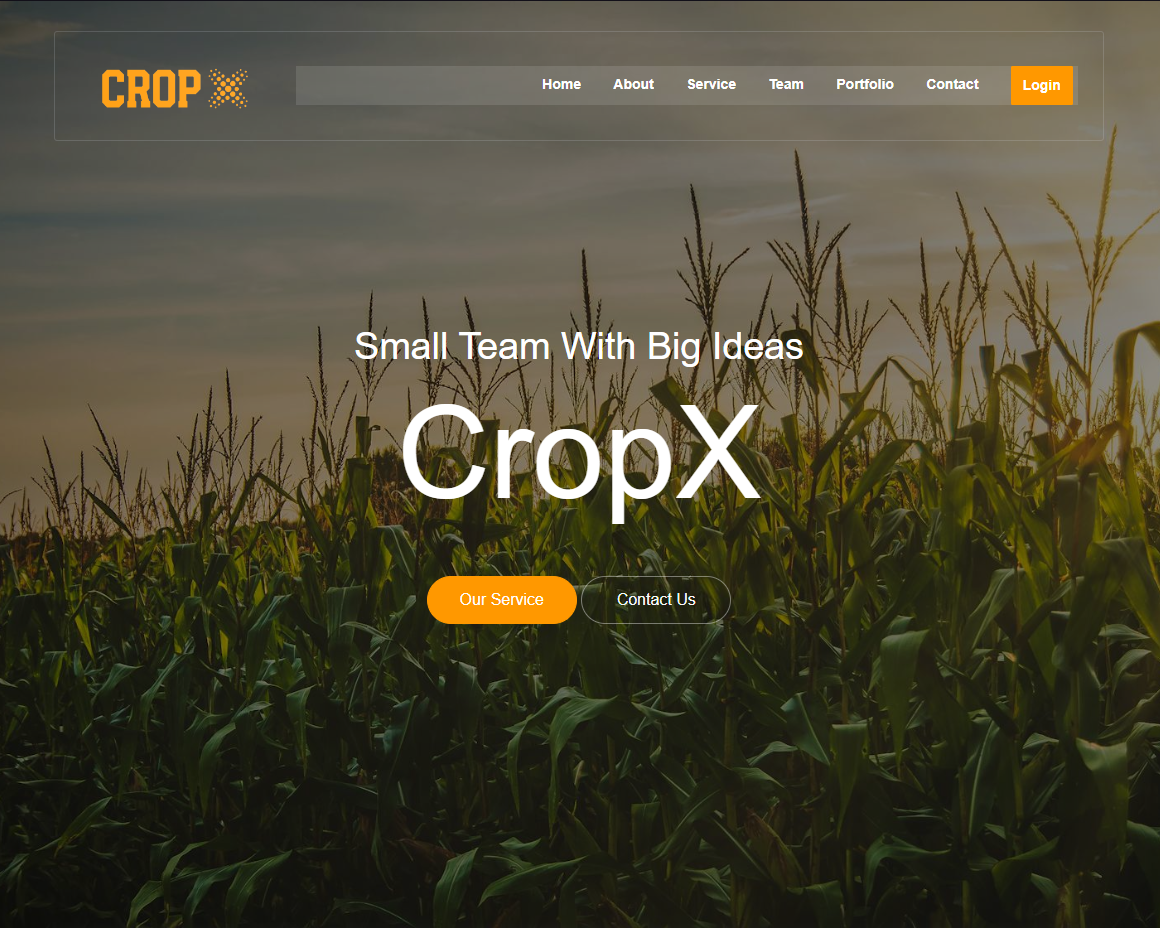 CROP X
Home About Service Team Portfolio Contact Login
Small Team With Big Ideas
CropX
Our Service Contact Us